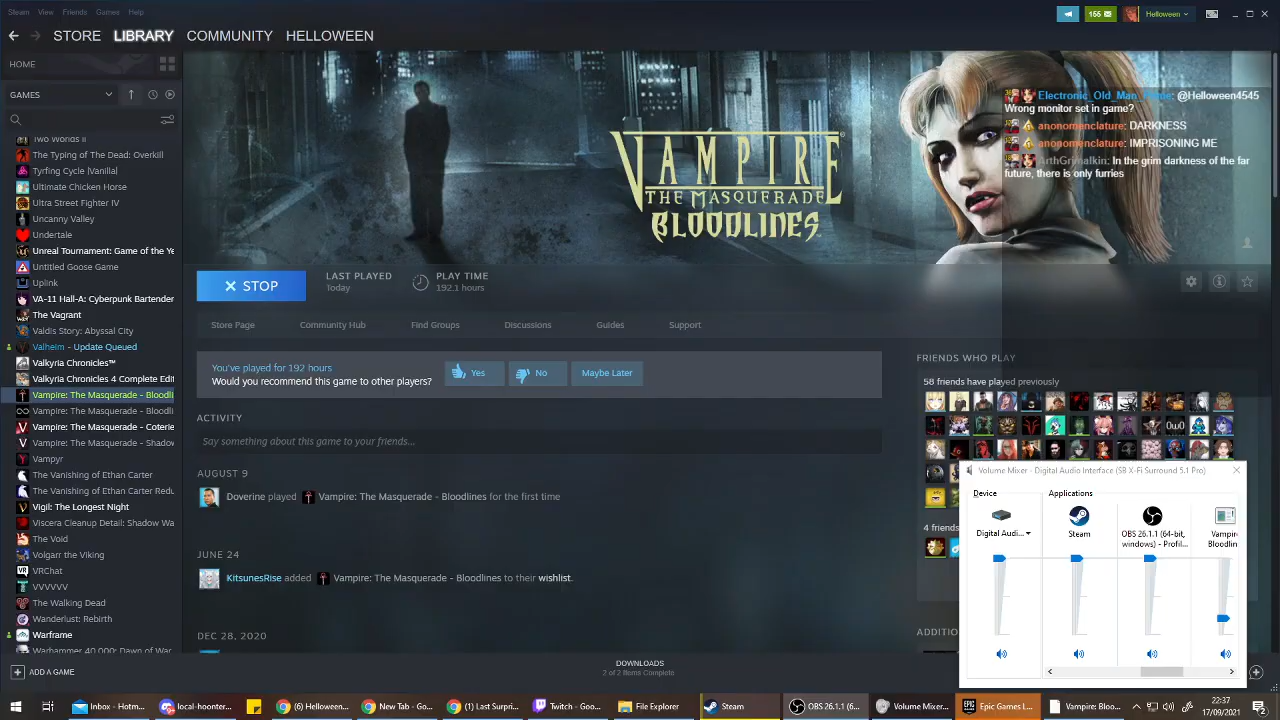 Steam View Friends Games Help
155
Helloween
STORE LIBRARY COMMUNITY HELLOWEEN
HOME
GAMES
Two Worlds II
The Typing of The Dead: Overkill
Tyrfing Cycle |Vanilla|
Ultimate Chicken Horse
Ultra Street Fighter IV
Uncanny Valley
Undertale
Unreal Tournament: Game of the Ye
Untitled Goose Game
Uplink
VA-11 Hall-A: Cyberpunk Bartender
The Vagrant
Valdis Story: Abyssal City
Valheim - Update Queued
Valkyria Chronicles™
Valkyria Chronicles 4 Complete Edit
Vampire: The Masquerade - Bloodli
Vampire: The Masquerade - Bloodli
Vampire: The Masquerade - Coterie
Vampire: The Masquerade - Shadow
Vampyr
The Vanishing of Ethan Carter
The Vanishing of Ethan Carter Redu
Vigil: The Longest Night
Viscera Cleanup Detail: Shadow Wa
The Void
Volgarr the Viking
VRChat
VVVVVV
The Walking Dead
Wanderlust: Rebirth
Warframe
Warhammer 40,000: Dawn of War
ADD A GAME
VAMPIRE
THE MASQUERADE
BLOODLINES
: @Helloween4545
Wrong monitor set in game?
anonomenclature: DARKNESS
anonomenclature: IMPRISONING ME
ArthGrimalkin: In the grim darkness of the far
future, there is only furries
STOP
LAST PLAYED
Today
PLAY TIME
192.1 hours
Store Page Community Hub Find Groups Discussions Guides Support
You've played for 192 hours
Would you recommend this game to other players?
Yes No Maybe Later
ACTIVITY
Say something about this game to your friends...
AUGUST 9
Doverine played Vampire: The Masquerade - Bloodlines for the first time
JUNE 24
KitsunesRise added Vampire: The Masquerade - Bloodlines to their wishlist.
DEC 28, 2020
FRIENDS WHO PLAY
58 friends have played previously
OwO
4 friends
ADDITIO
Volume Mixer - Digital Audio Interface (SB X-Fi Surround 5.1 Pro)
Device
Applications
Digital Audi...
Steam
OBS 26.1.1 (64-bit,
windows) - Profil...
Vampir
Bloodlin
DOWNLOADS
2 of 2 Items Complete
Inbox - Hotm... local-hoonter... (6) Helloween... New Tab - Go... (1) Last Surpri... Twitch - Goo... File Explorer Steam OBS 26.1.1 (6... Volume Mixer... Epic Games L... Vampire: Bloo...
22:37
17/09/2021
2